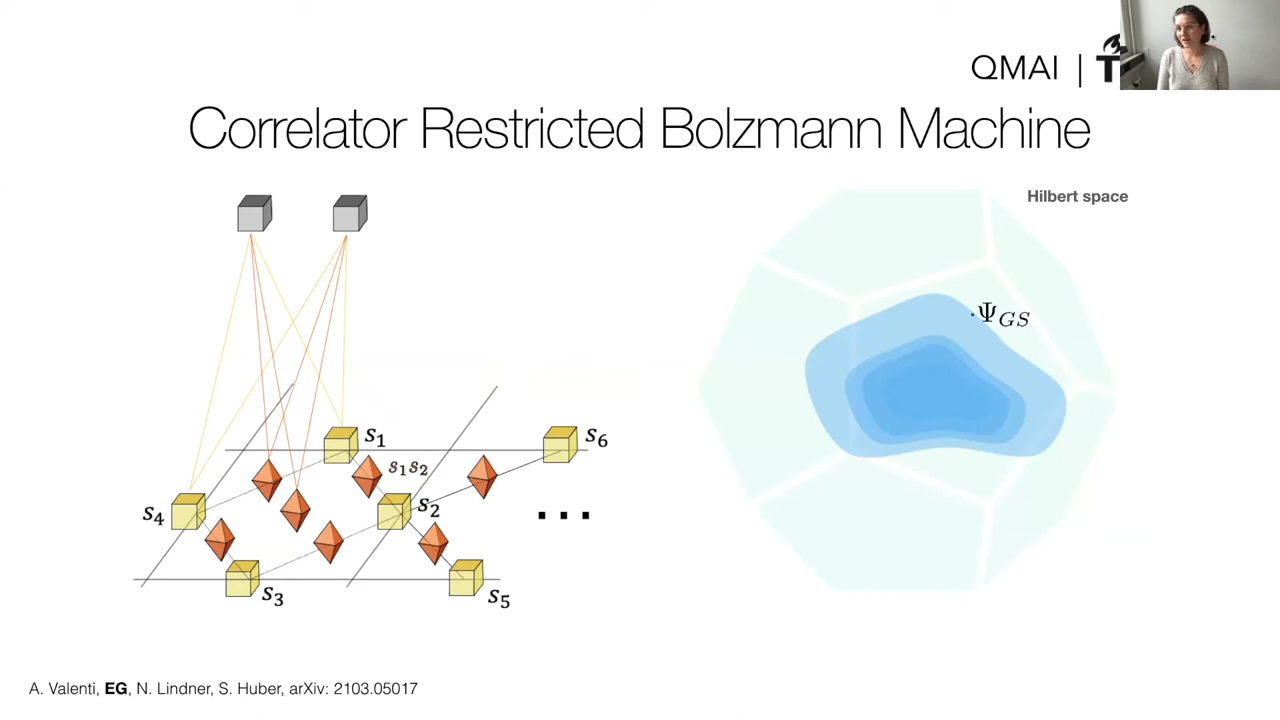 QMAI | T
Correlator Restricted Bolzmann Machine
Hilbert space
·Ψ_GS
s₁
s₆
s₁s₂
s₂
s₄
...
s₃
s₅
A. Valenti, EG, N. Lindner, S. Huber, arXiv: 2103.05017